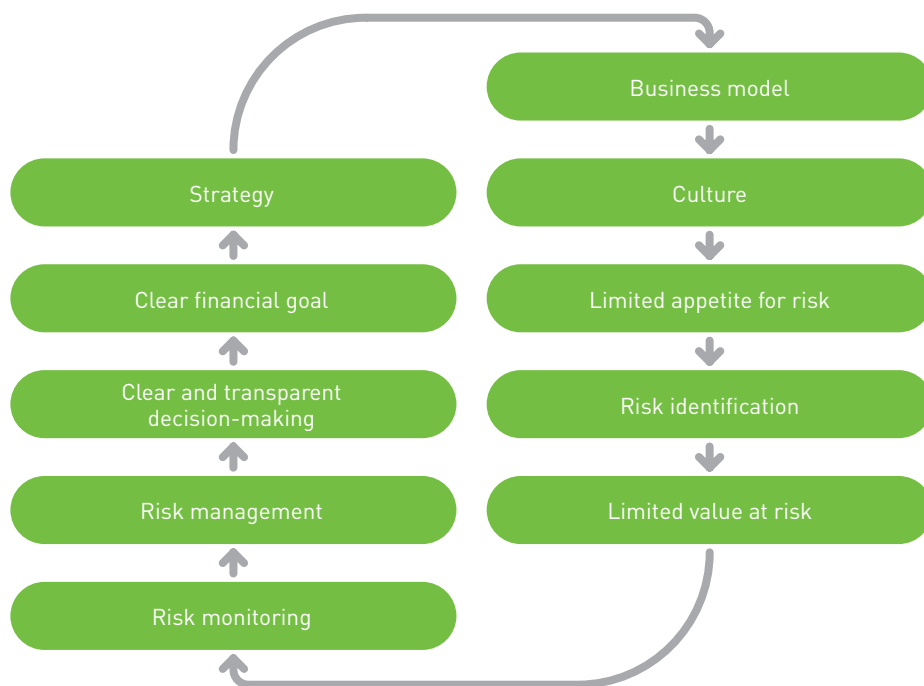 Business model
Strategy
Culture
Clear financial goal
Limited appetite for risk
Clear and transparent
decision-making
Risk identification
Risk management
Limited value at risk
Risk monitoring